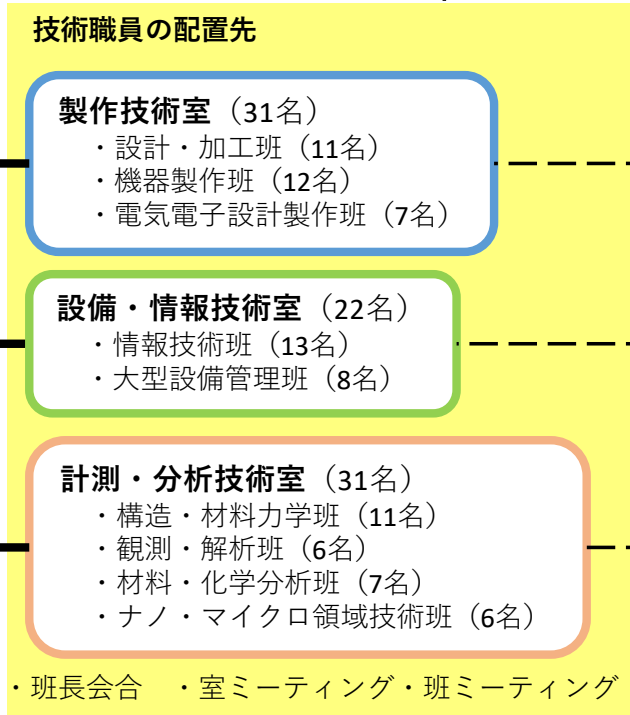 技術職員の配置先
製作技術室（31名）
・設計・加工班（11名）
・機器製作班（12名）
・電気電子設計製作班（7名）
設備・情報技術室（22名）
・情報技術班（13名）
・大型設備管理班（8名）
計測・分析技術室（31名）
・構造・材料力学班（11名）
・観測・解析班（6名）
・材料・化学分析班（7名）
・ナノ・マイクロ領域技術班（6名）
・班長会合　・室ミーティング・班ミーティング